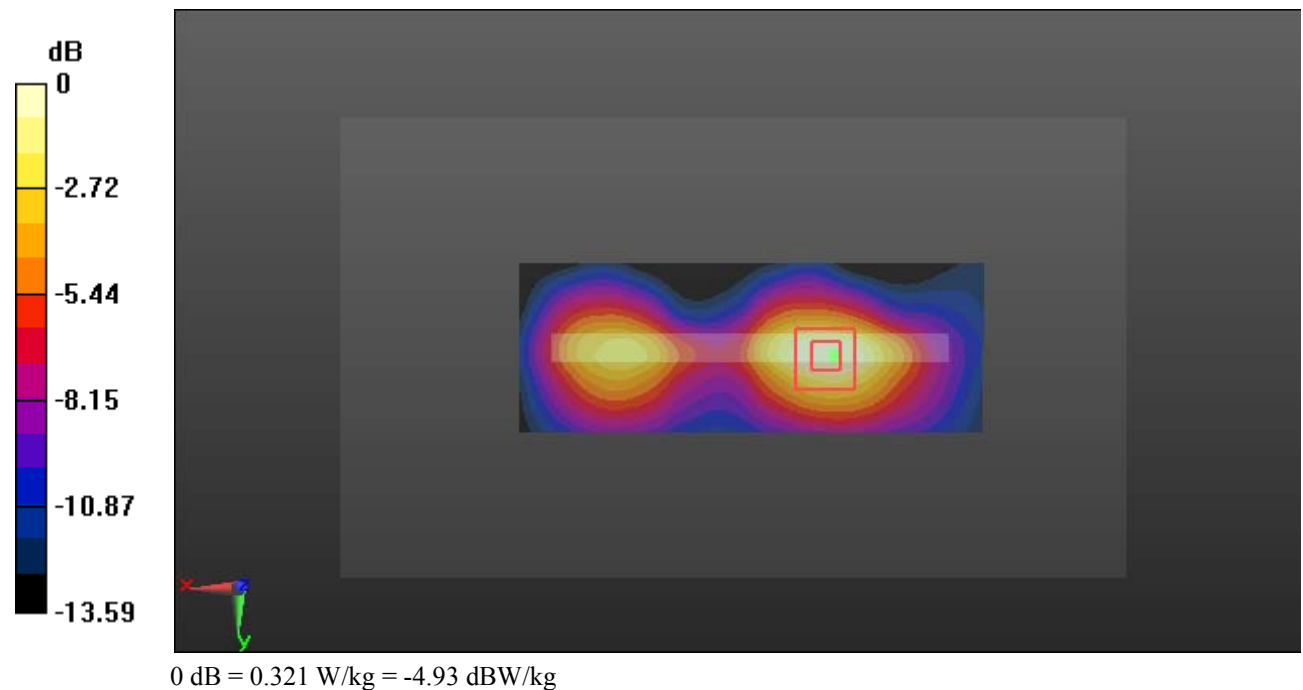 dB
0
-2.72
-5.44
-8.15
-10.87
-13.59
x
y
0 dB = 0.321 W/kg = -4.93 dBW/kg